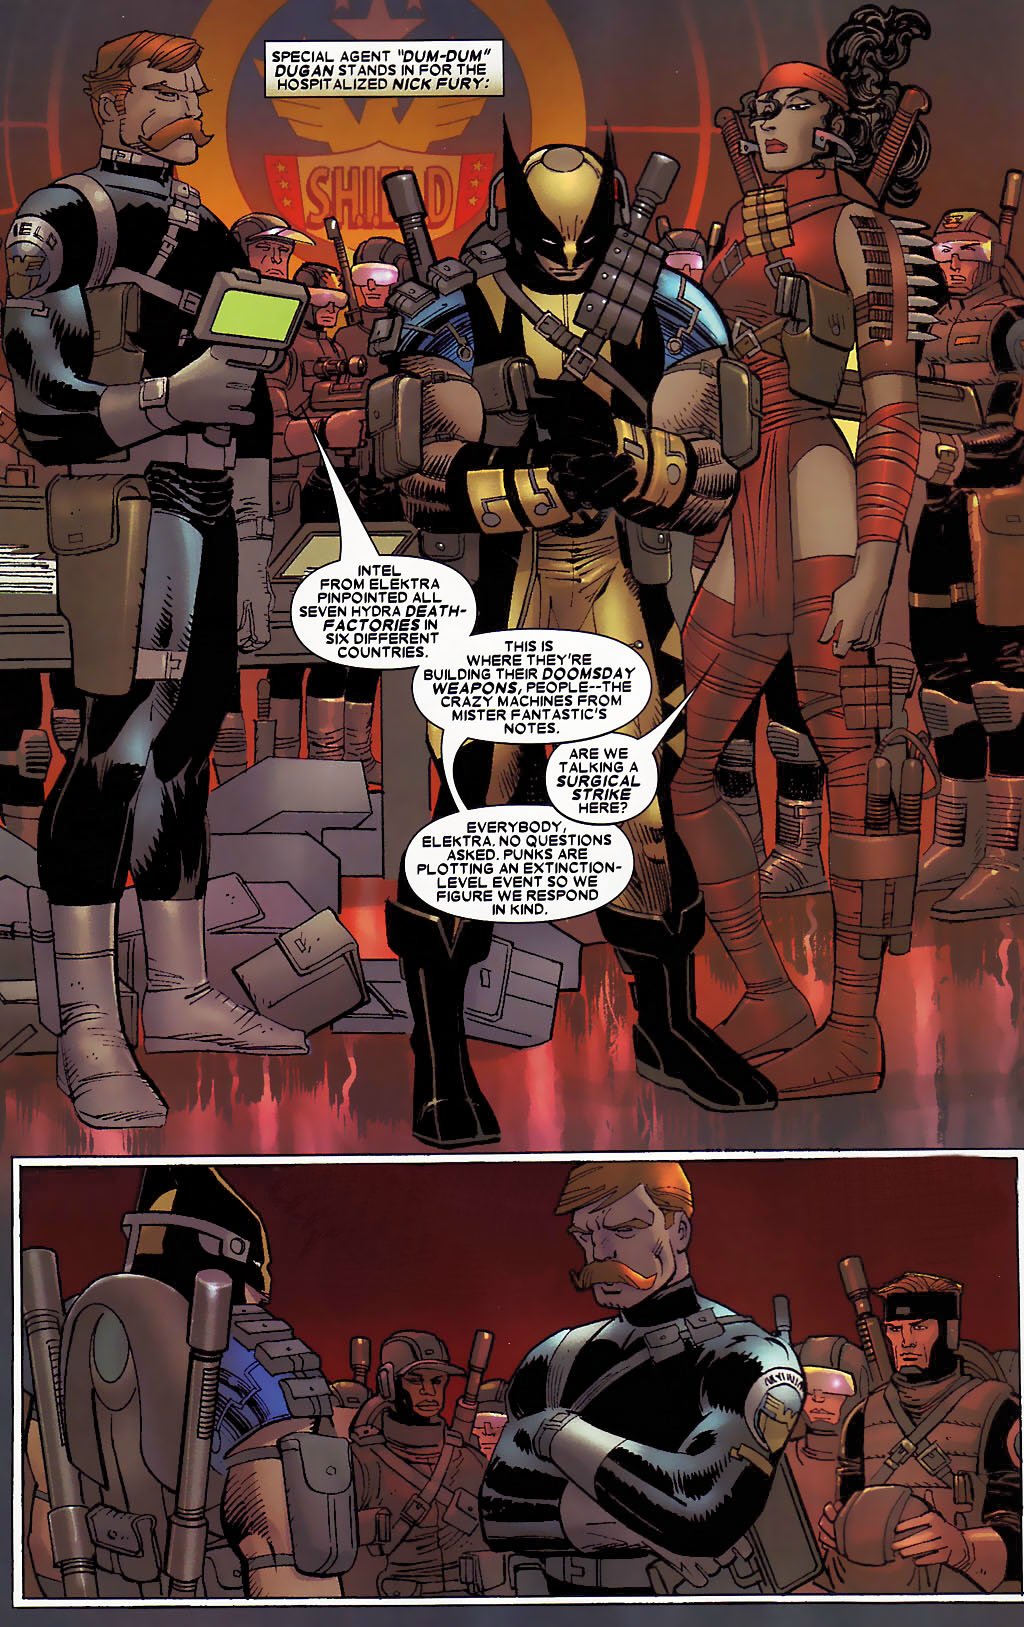 SPECIAL AGENT "DUM-DUM"
DUGAN STANDS IN FOR THE
HOSPITALIZED NICK FURY:
S.H.I.E.L.D
IELD
INTEL
FROM ELEKTRA
PINPOINTED ALL
SEVEN HYDRA DEATH-
FACTORIES IN
SIX DIFFERENT
COUNTRIES.
THIS IS
WHERE THEY'RE
BUILDING THEIR DOOMSDAY
WEAPONS, PEOPLE--THE
CRAZY MACHINES FROM
MISTER FANTASTIC'S
NOTES.
ARE WE
TALKING A
SURGICAL
STRIKE
HERE?
EVERYBODY,
ELEKTRA. NO QUESTIONS
ASKED. PUNKS ARE
PLOTTING AN EXTINCTION-
LEVEL EVENT SO WE
FIGURE WE RESPOND
IN KIND.